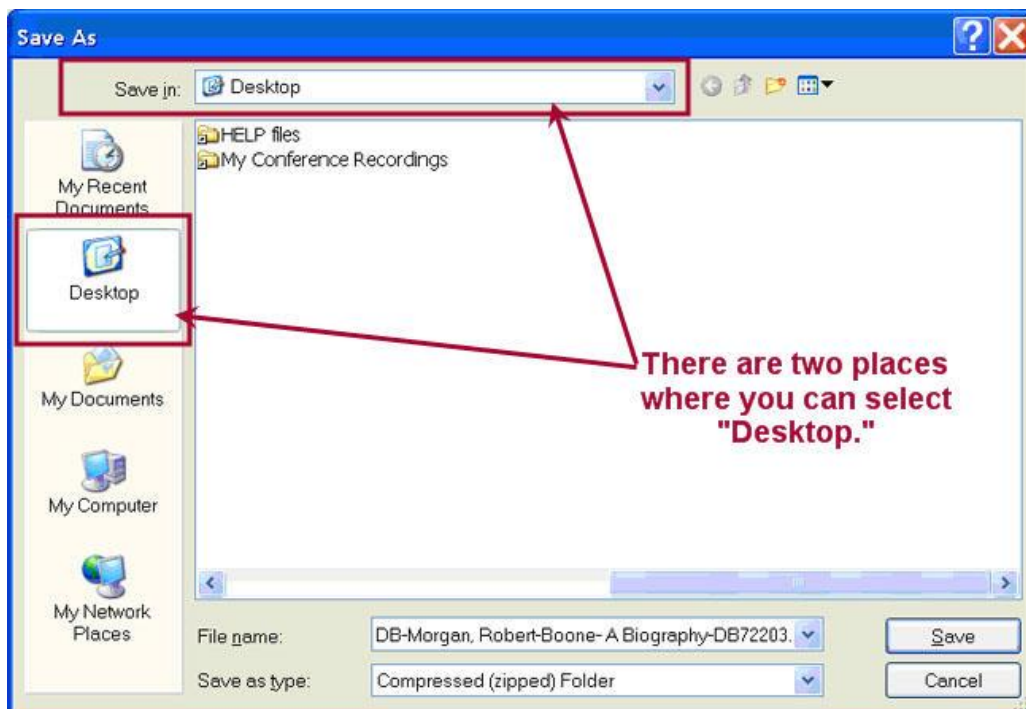 Save As
Save in: Desktop
HELP files
My Conference Recordings
My Recent
Documents
Desktop
My Documents
My Computer
My Network
Places
There are two places
where you can select
"Desktop."
File name: DB-Morgan, Robert-Boone- A Biography-DB72203. Save
Save as type: Compressed (zipped) Folder Cancel